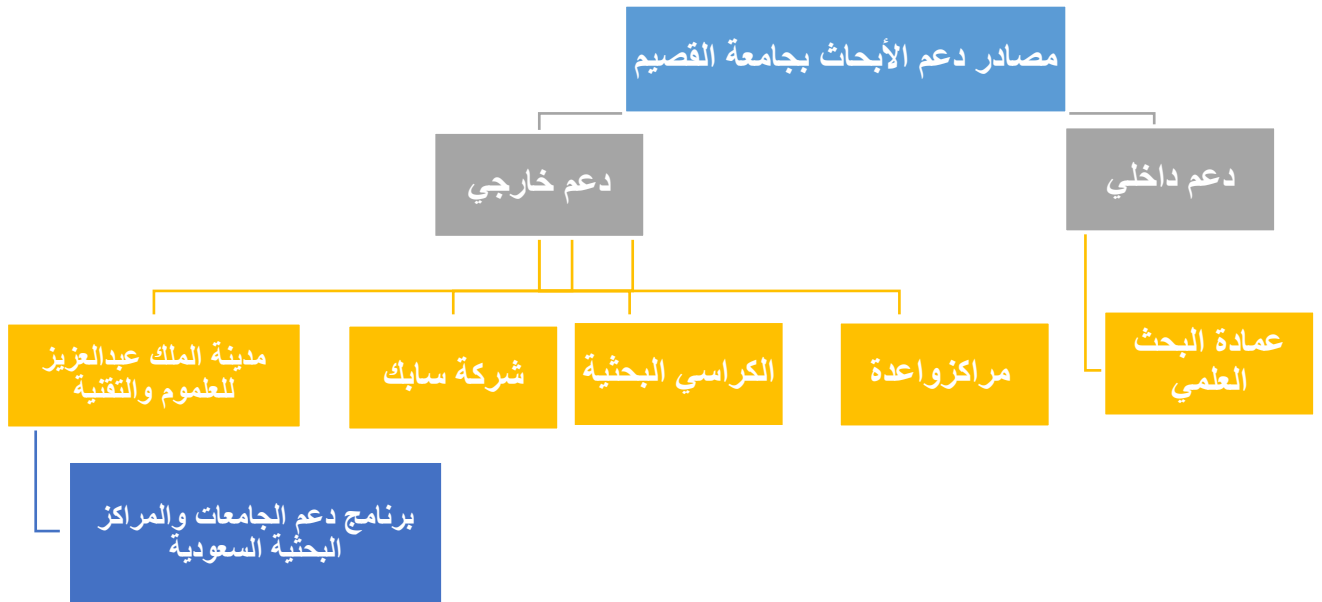 مصادر دعم الأبحاث بجامعة القصيم
دعم داخلي
دعم خارجي
عمادة البحث
العلمي
مراكزواعدة
الكراسي البحثية
شركة سابك
مدينة الملك عبدالعزيز
للعلموم والتقنية
برنامج دعم الجامعات والمراكز
البحثية السعودية